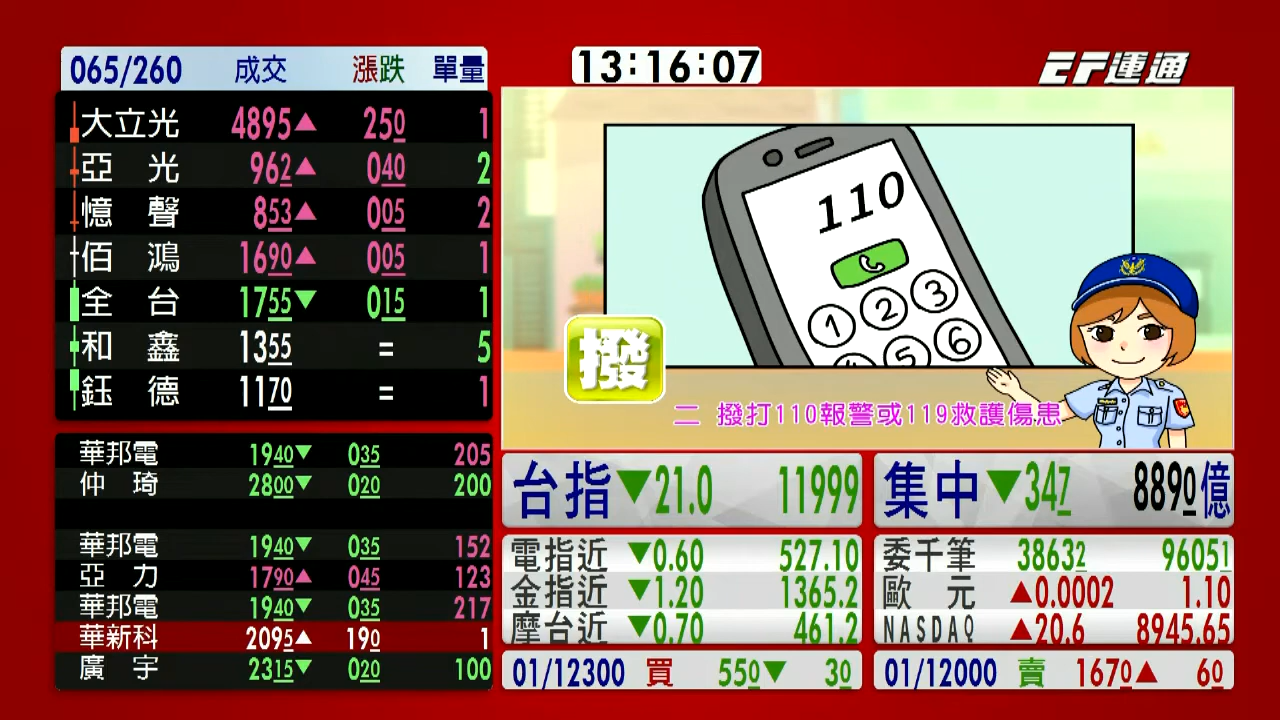 065/260 成交 漲跌 單量
13:16:07
EF運通
大立光 4895▲ 250 1
亞光 962▲ 040 2
憶聲 853▲ 005 2
佰鴻 1690▲ 005 1
全台 1755▼ 015 1
和鑫 1355 = 5
鈺德 1170 = 1
110
1 2 3
4 5 6
撥
二 撥打110報警或119救護傷患
華邦電 1940▼ 035 205
仲琦 2800▼ 020 200
華邦電 1940▼ 035 152
亞力 1790▲ 045 123
華邦電 1940▼ 035 217
華新科 2095▲ 190 1
廣宇 2315▼ 020 100
台指▼21.0 11999
集中▼347 8890億
電指近 ▼0.60 527.10
金指近 ▼1.20 1365.2
摩台近 ▼0.70 461.2
委千筆 38632 96051
歐元 ▲0.0002 1.10
NASDAQ ▲20.6 8945.65
01/12300 買 550▼ 30
01/12000 賣 1670▲ 60